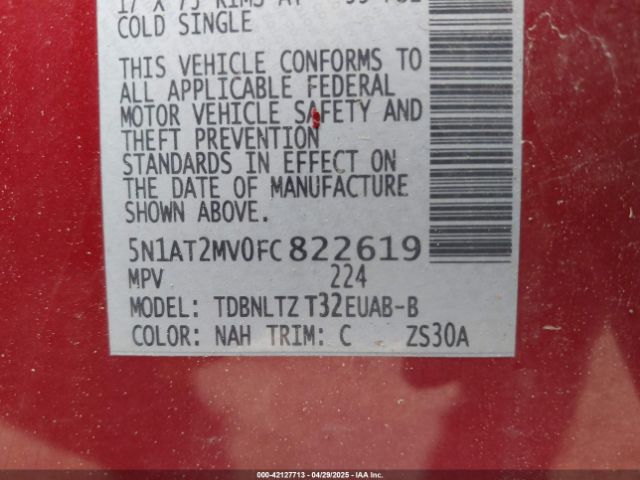 COLD SINGLE
THIS VEHICLE CONFORMS TO
ALL APPLICABLE FEDERAL
MOTOR VEHICLE SAFETY AND
THEFT PREVENTION
STANDARDS IN EFFECT ON
THE DATE OF MANUFACTURE
SHOWN ABOVE.
5N1AT2MV0FC822619
MPV 224
MODEL: TDBNLTZ T32EUAB-B
COLOR: NAH TRIM: C ZS30A
000-42127713 - 04/29/2025 - IAA Inc.